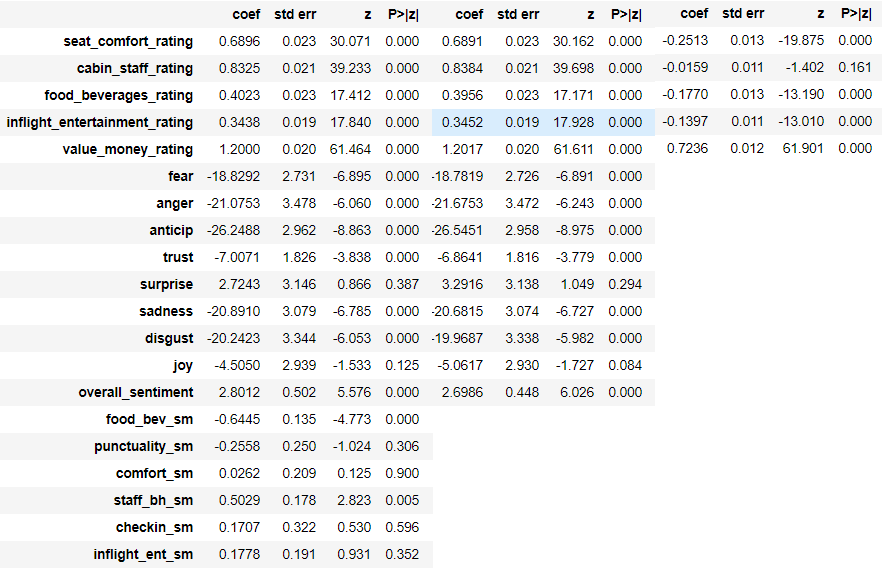 coef std err z P>|z| coef std err z P>|z| coef std err z P>|z|
seat_comfort_rating 0.6896 0.023 30.071 0.000 0.6891 0.023 30.162 0.000 -0.2513 0.013 -19.875 0.000
cabin_staff_rating 0.8325 0.021 39.233 0.000 0.8384 0.021 39.698 0.000 -0.0159 0.011 -1.402 0.161
food_beverages_rating 0.4023 0.023 17.412 0.000 0.3956 0.023 17.171 0.000 -0.1770 0.013 -13.190 0.000
inflight_entertainment_rating 0.3438 0.019 17.840 0.000 0.3452 0.019 17.928 0.000 -0.1397 0.011 -13.010 0.000
value_money_rating 1.2000 0.020 61.464 0.000 1.2017 0.020 61.611 0.000 0.7236 0.012 61.901 0.000
fear -18.8292 2.731 -6.895 0.000 -18.7819 2.726 -6.891 0.000
anger -21.0753 3.478 -6.060 0.000 -21.6753 3.472 -6.243 0.000
anticip -26.2488 2.962 -8.863 0.000 -26.5451 2.958 -8.975 0.000
trust -7.0071 1.826 -3.838 0.000 -6.8641 1.816 -3.779 0.000
surprise 2.7243 3.146 0.866 0.387 3.2916 3.138 1.049 0.294
sadness -20.8910 3.079 -6.785 0.000 -20.6815 3.074 -6.727 0.000
disgust -20.2423 3.344 -6.053 0.000 -19.9687 3.338 -5.982 0.000
joy -4.5050 2.939 -1.533 0.125 -5.0617 2.930 -1.727 0.084
overall_sentiment 2.8012 0.502 5.576 0.000 2.6986 0.448 6.026 0.000
food_bev_sm -0.6445 0.135 -4.773 0.000
punctuality_sm -0.2558 0.250 -1.024 0.306
comfort_sm 0.0262 0.209 0.125 0.900
staff_bh_sm 0.5029 0.178 2.823 0.005
checkin_sm 0.1707 0.322 0.530 0.596
inflight_ent_sm 0.1778 0.191 0.931 0.352